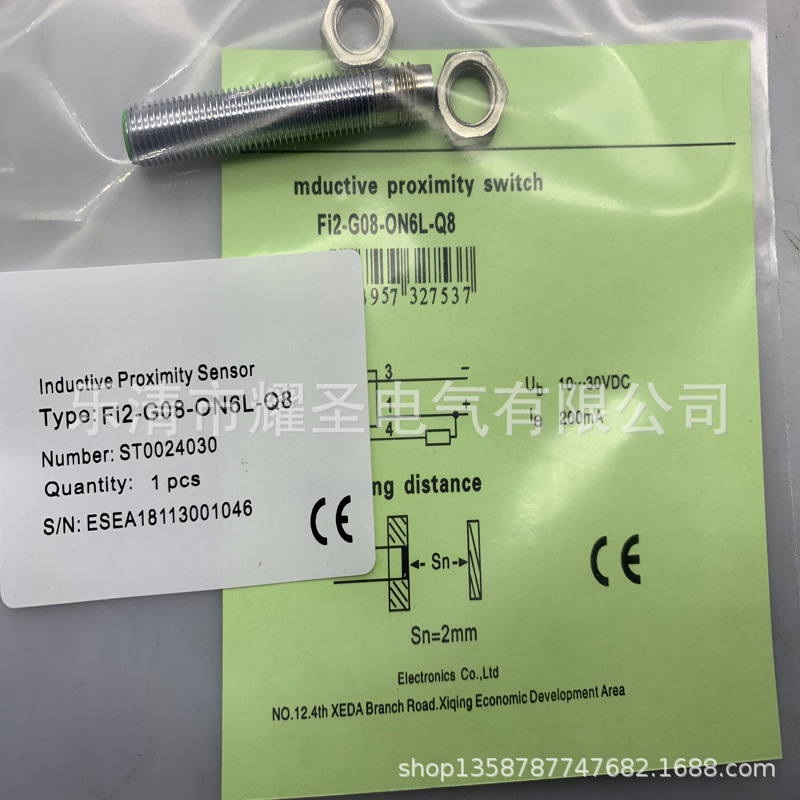 mductive proximity switch
Fi2-G08-ON6L-Q8
957 327537
3 -
1 +
4
Ub 10···30VDC
ie 200mA
ng distance
Sn
Sn=2mm
CE
Electronics Co.,Ltd
NO.12.4th XEDA Branch Road.Xiqing Economic Development Area
Inductive Proximity Sensor
Type: Fi2-G08-ON6L-Q8
Number: ST0024030
Quantity: 1 pcs
S/N: ESEA18113001046
CE
乐清市耀圣电气有限公司
shop1358787747682.1688.com